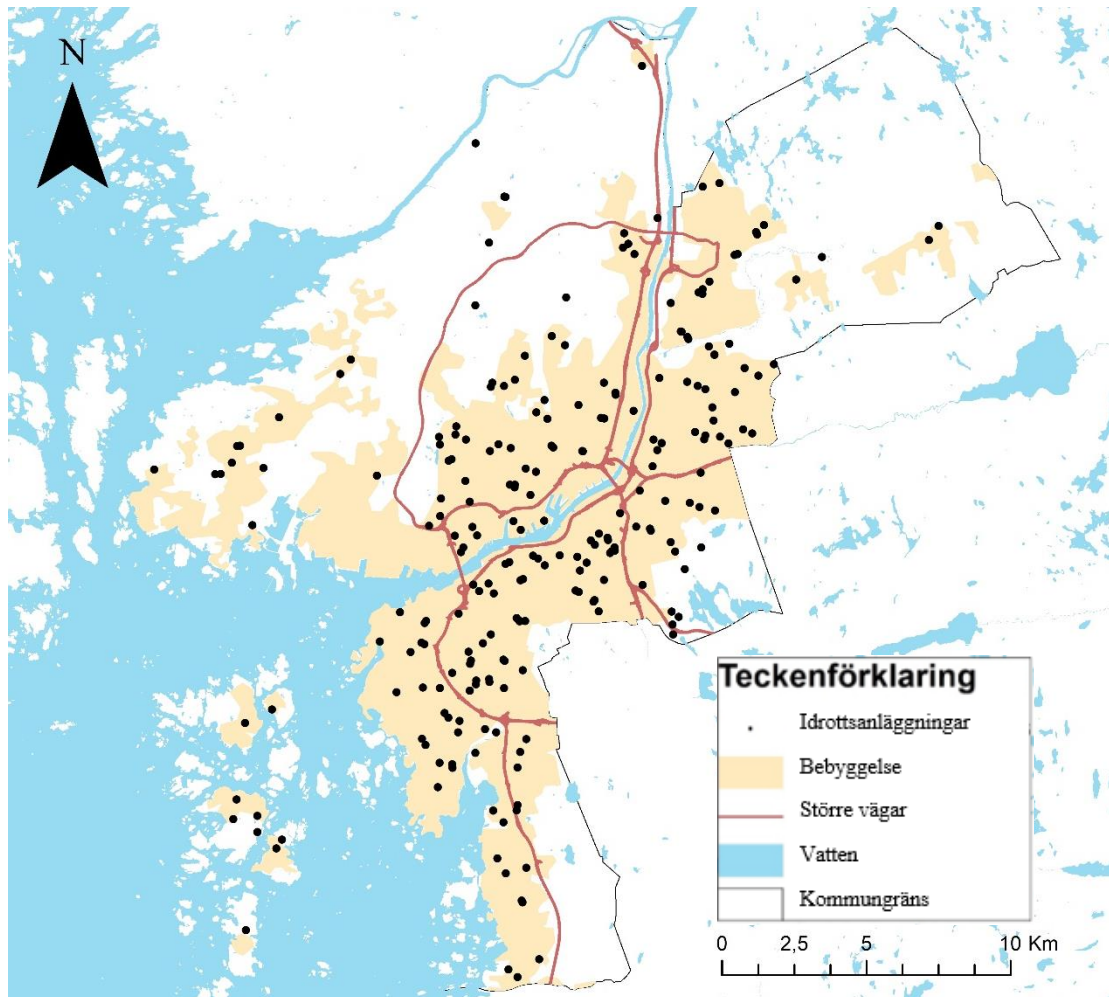 N
Teckenförklaring
Idrottsanläggningar
Bebyggelse
Större vägar
Vatten
Kommungräns
0 2,5 5 10 Km